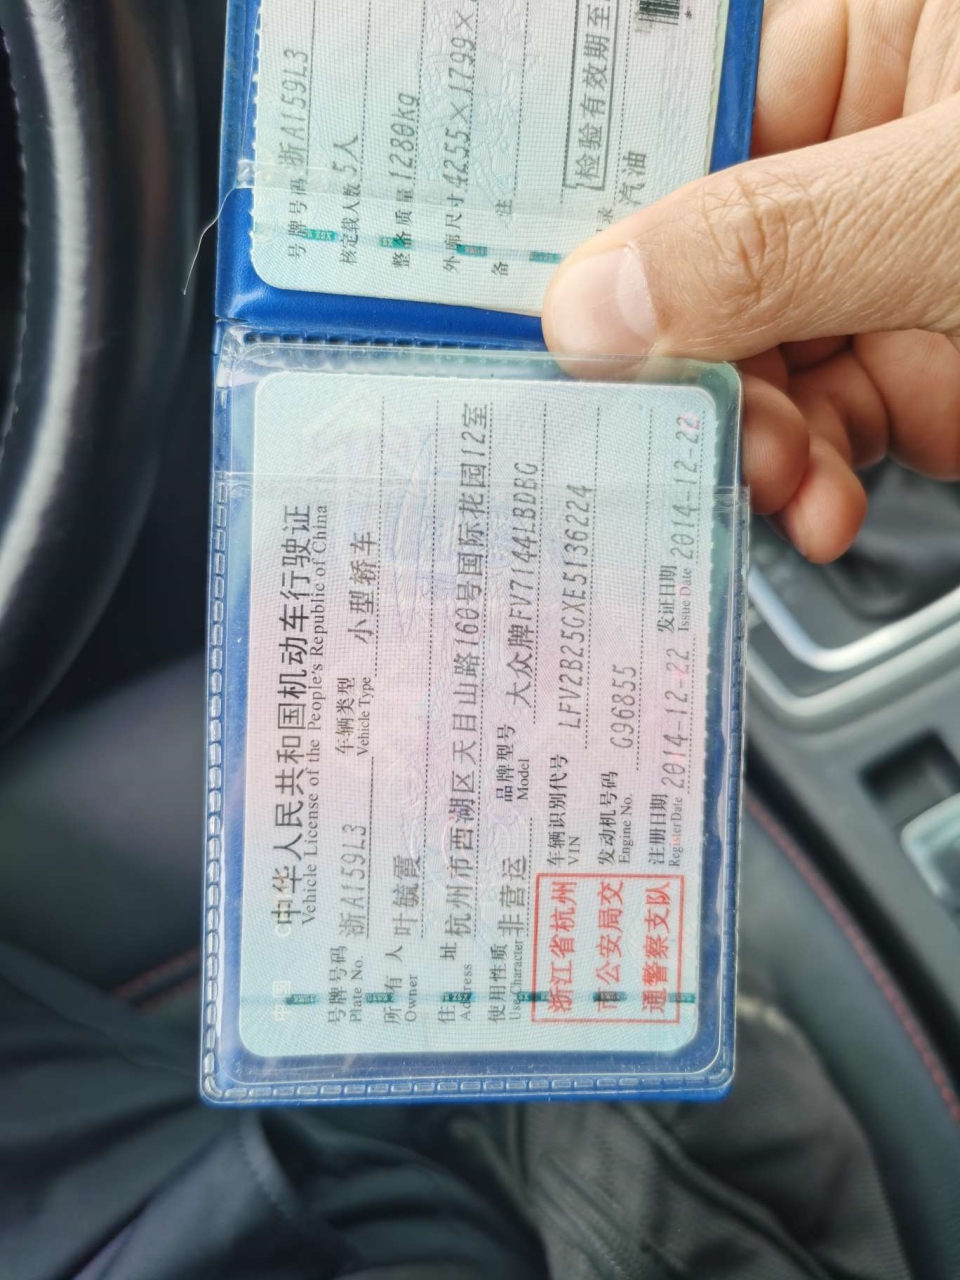 中华人民共和国机动车行驶证
Vehicle License of the People's Republic of China
号牌号码 浙A159L3 车辆类型 小型轿车
Plate No. Vehicle Type
所有人 叶毓霞
Owner
住址 杭州市西湖区天目山路160号国际花园12室
Address
使用性质 非营运 品牌型号 大众牌FV7144LBDBG
Use Character Model
浙江省杭州
市公安局交
通警察支队
车辆识别代号 LFV2B25GXE5136224
VIN
发动机号码 G96855
Engine No.
注册日期 2014-12-22 发证日期 2014-12-22
Register Date Issue Date
号牌号码 浙A159L3
核定载人数 5人
整备质量 1280kg
外廓尺寸 4255×1799×
备注
检验有效期至
汽油